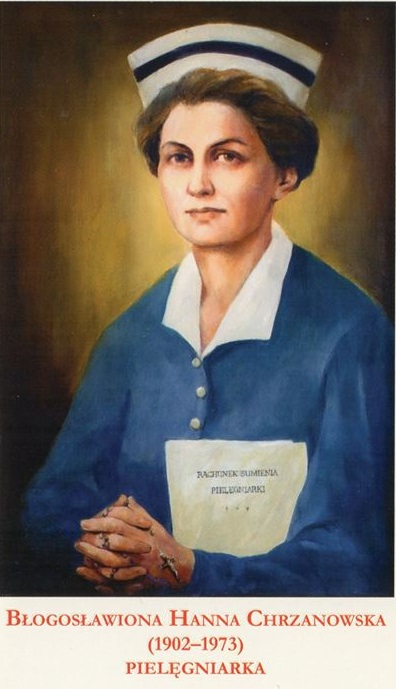 RACHUNEK SUMIENIA
PIELĘGNIARKI
BŁOGOSŁAWIONA HANNA CHRZANOWSKA
(1902–1973)
PIELĘGNIARKA